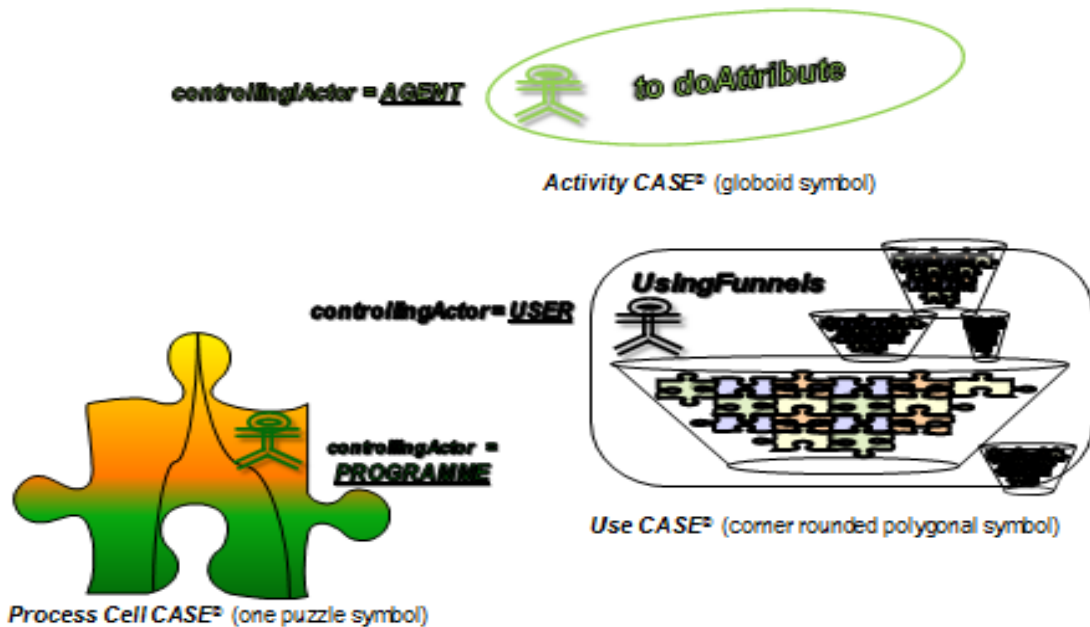 to doAttribute
controllinglActor = AGENT
Activity CASE² (globoid symbol)
UsingFunnels
controllingActor= USER
controllingActor =
PROGRAMME
Use CASE² (corner rounded polygonal symbol)
Process Cell CASE² (one puzzle symbol)